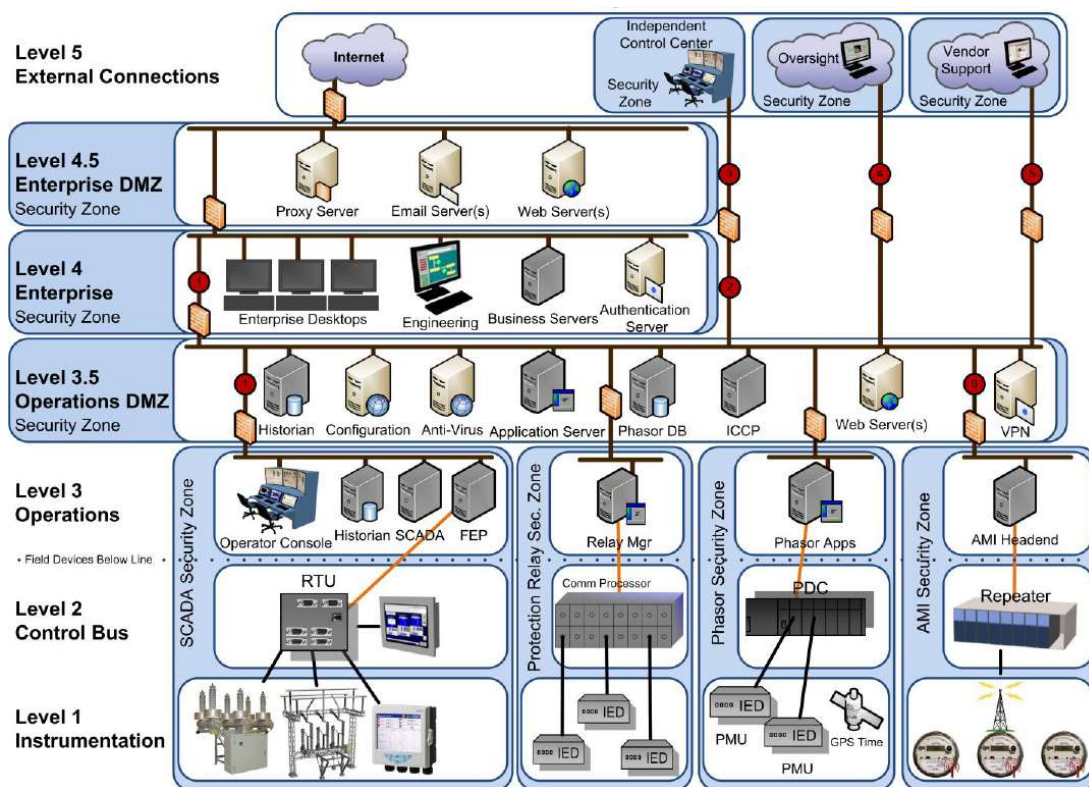 Level 5
External Connections
Internet
Independent
Control Center
Security
Zone
Oversight
Security Zone
Vendor
Support
Security Zone
Level 4.5
Enterprise DMZ
Security Zone
Proxy Server
Email Server(s)
Web Server(s)
3
4
5
Level 4
Enterprise
Security Zone
Enterprise Desktops
Engineering
Business Servers
Authentication
Server
2
Level 3.5
Operations DMZ
Security Zone
Historian
Configuration
Anti-Virus
Application Server
Phasor DB
ICCP
Web Server(s)
VPN
Level 3
Operations
SCADA Security Zone
Operator Console
Historian
SCADA
FEP
Protection Relay Sec. Zone
Relay Mgr
Phasor Security Zone
Phasor Apps
AMI Security Zone
AMI Headend
• Field Devices Below Line
Level 2
Control Bus
RTU
Comm Processor
PDC
Repeater
Level 1
Instrumentation
IED
IED
IED
IED
IED
PMU
PMU
GPS Time